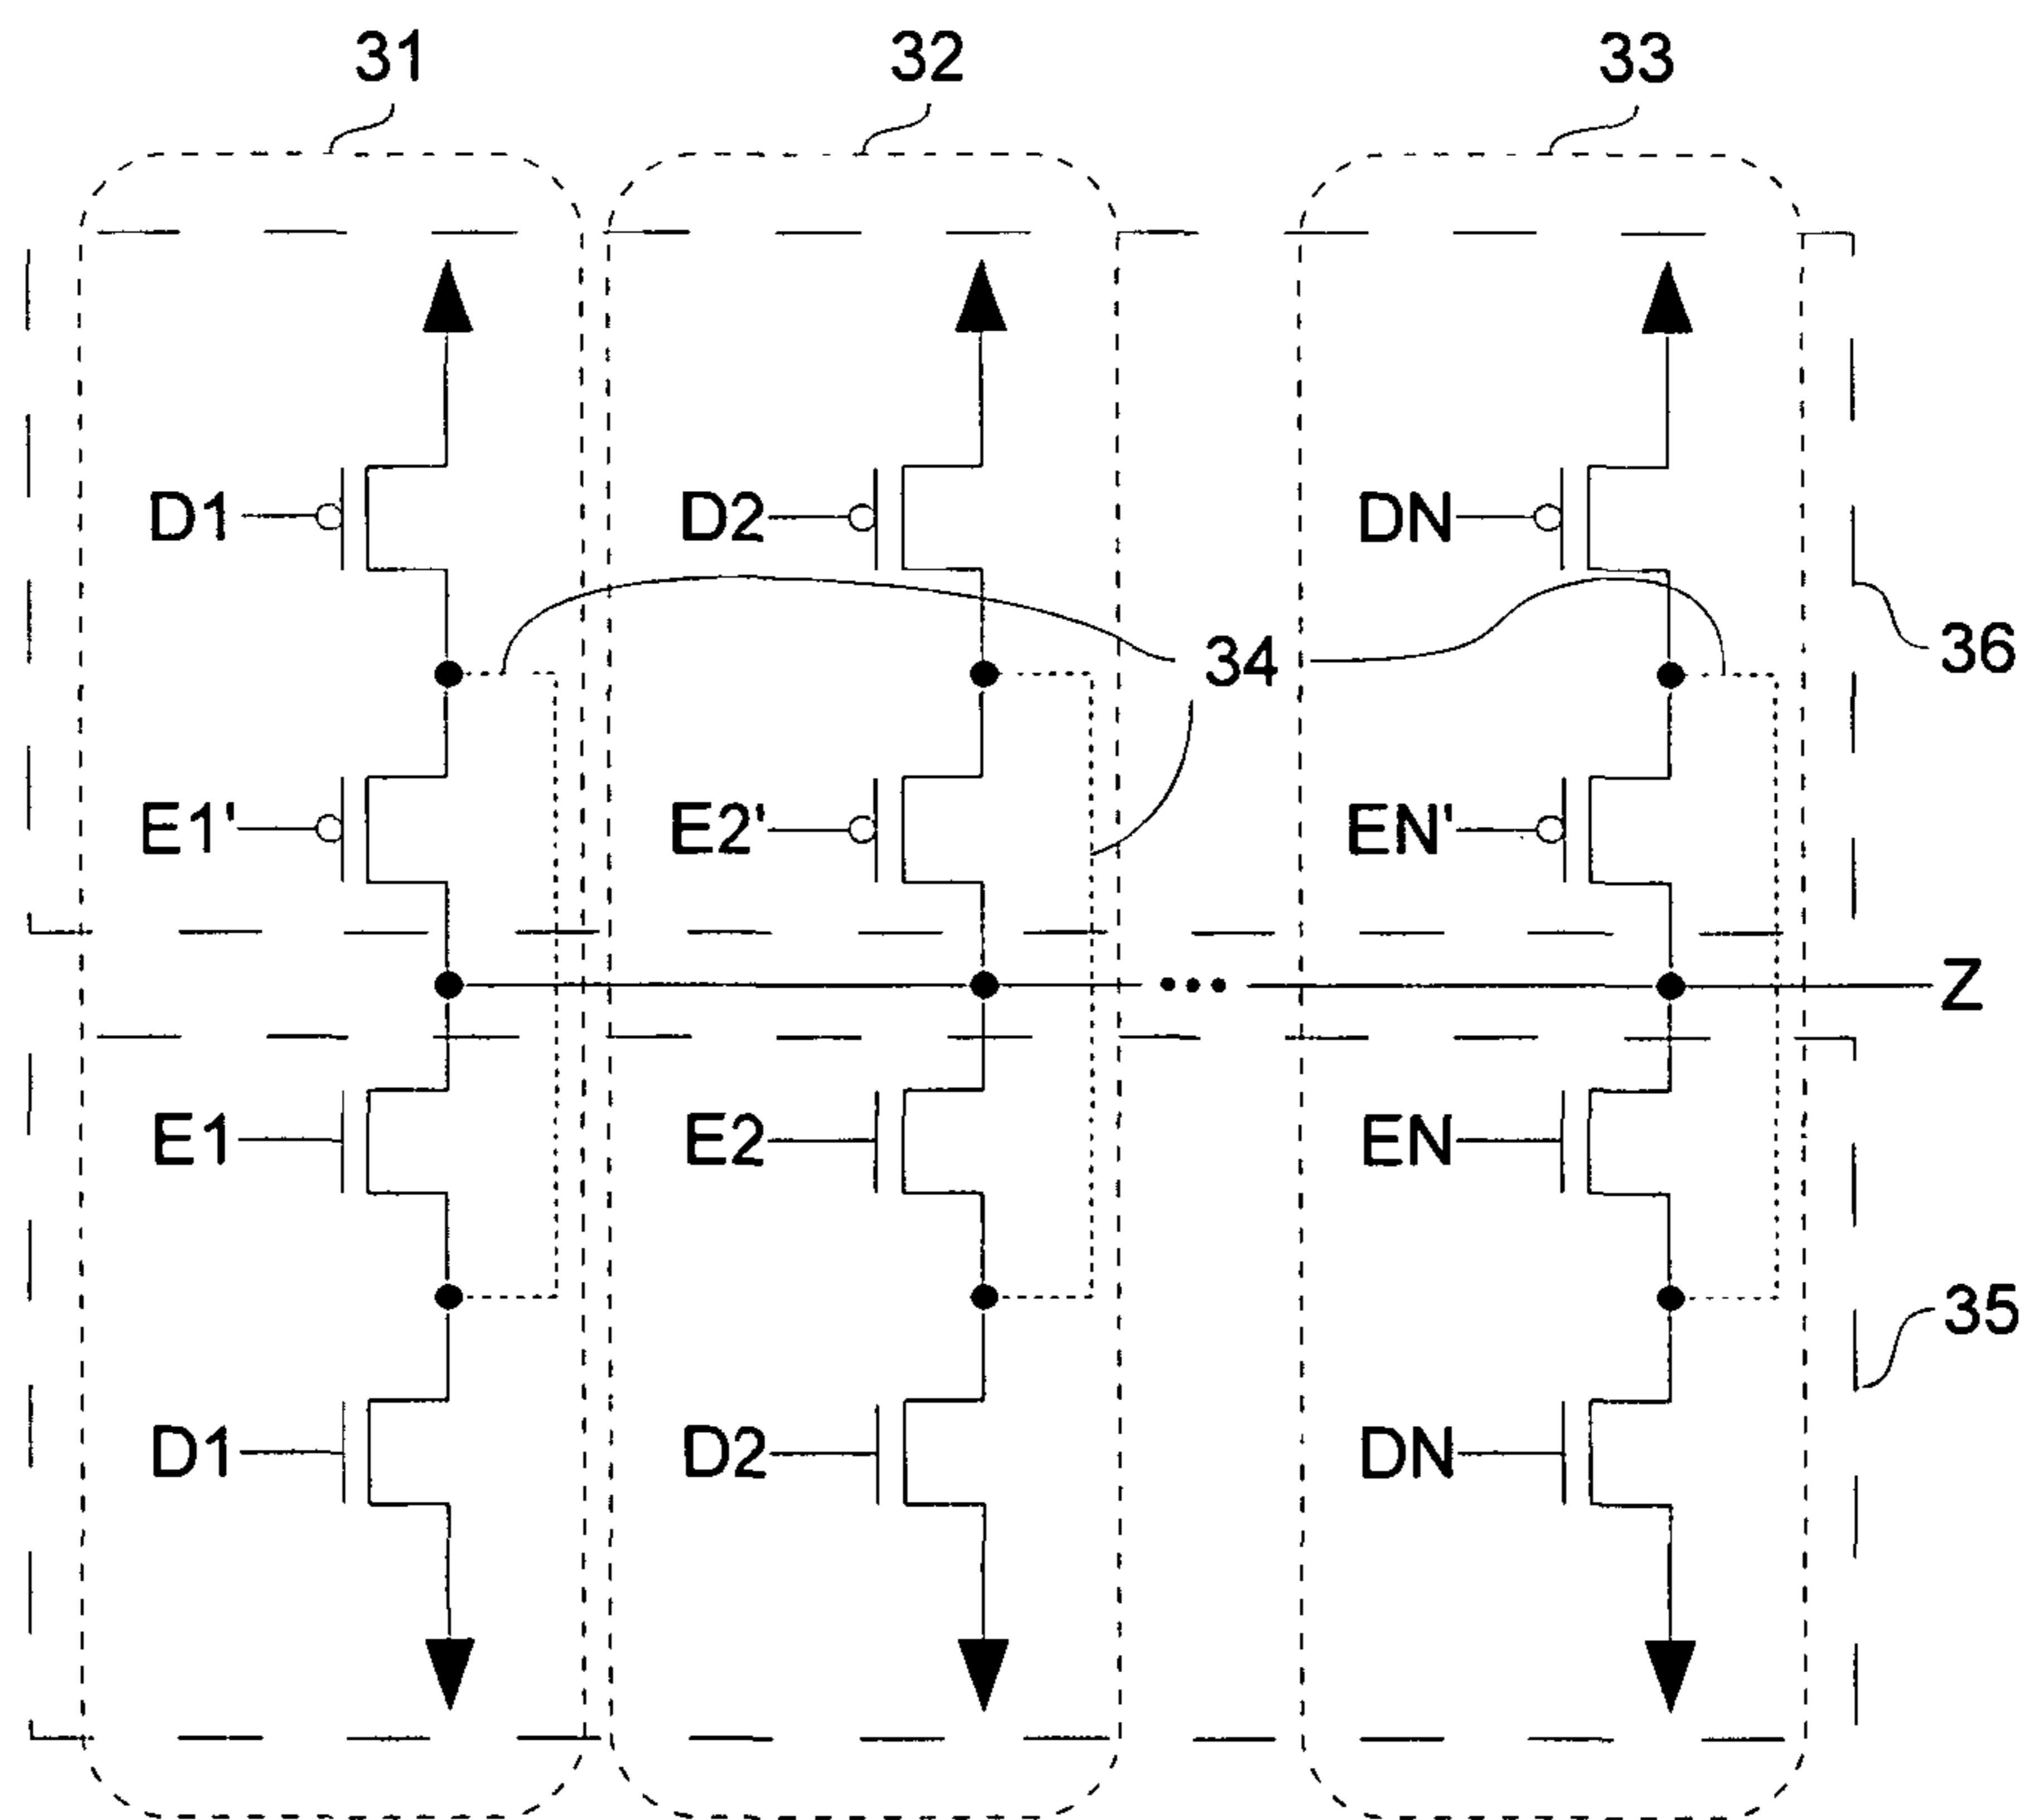 31 32 33
D1 D2 DN
34 36
E1' E2' EN'
••• Z
E1 E2 EN
35
D1 D2 DN